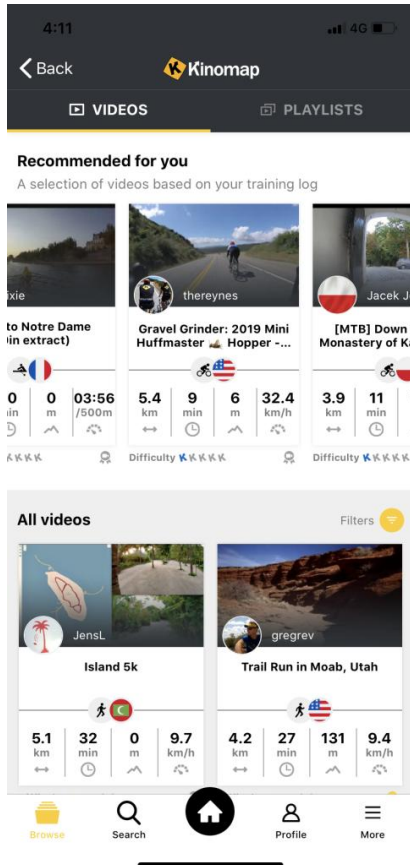 4:11
4G
Back
Kinomap
VIDEOS
PLAYLISTS
Recommended for you
A selection of videos based on your training log
to Notre Dame
thereynes
Gravel Grinder: 2019 Mini
Huffmaster Hopper -...
Jacek J
[MTB] Down
Monastery of K
0 03:56
m /500m
5.4 9 6 32.4
km min m km/h
3.9 11
km min
Difficulty KKKKK
Difficulty KKKKK
All videos
Filters
JensL
Island 5k
5.1 32 0 9.7
km min m km/h
gregrev
Trail Run in Moab, Utah
4.2 27 131 9.4
km min m km/h
Browse
Search
Profile
More